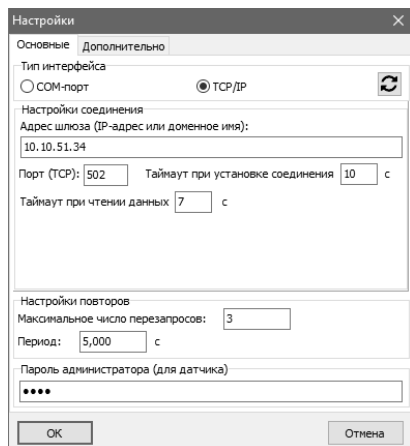 Настройки
Основные Дополнительно
Тип интерфейса
COM-порт TCP/IP
Настройки соединения
Адрес шлюза (IP-адрес или доменное имя):
10.10.51.34
Порт (TCP): 502 Таймаут при установке соединения 10 с
Таймаут при чтении данных 7 с
Настройки повторов
Максимальное число перезапросов: 3
Период: 5,000 с
Пароль администратора (для датчика)
••••
OK Отмена